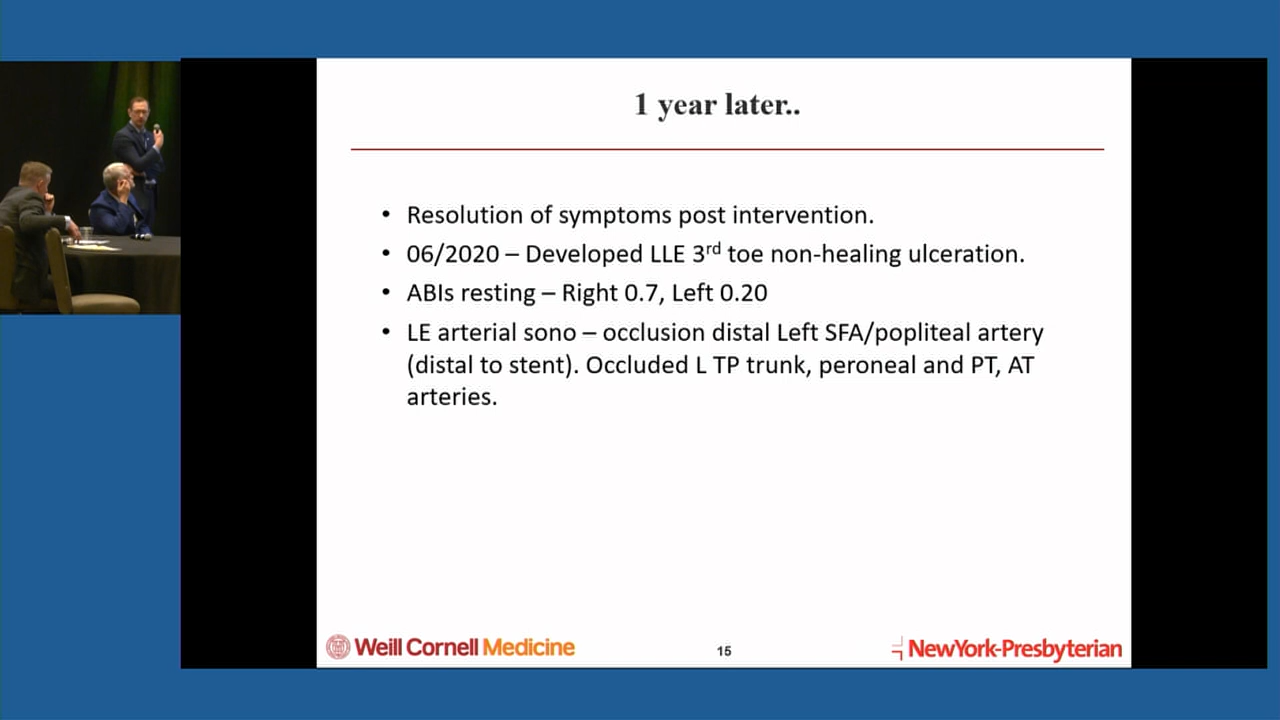 1 year later..
• Resolution of symptoms post intervention.
• 06/2020 – Developed LLE 3rd toe non-healing ulceration.
• ABIs resting – Right 0.7, Left 0.20
• LE arterial sono – occlusion distal Left SFA/popliteal artery
(distal to stent). Occluded L TP trunk, peroneal and PT, AT
arteries.
Weill Cornell Medicine
15
NewYork-Presbyterian